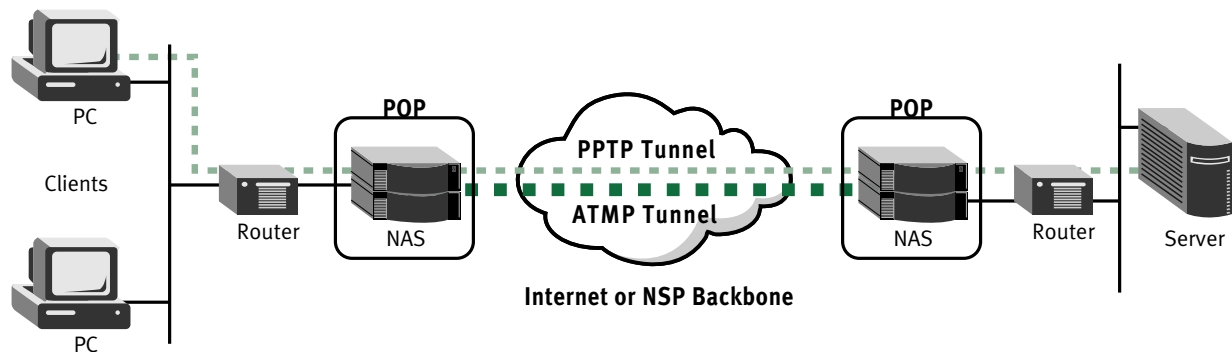 POP
POP
PC
PPTP Tunnel
Clients
ATMP Tunnel
Router
NAS
NAS
Router
Server
Internet or NSP Backbone
PC